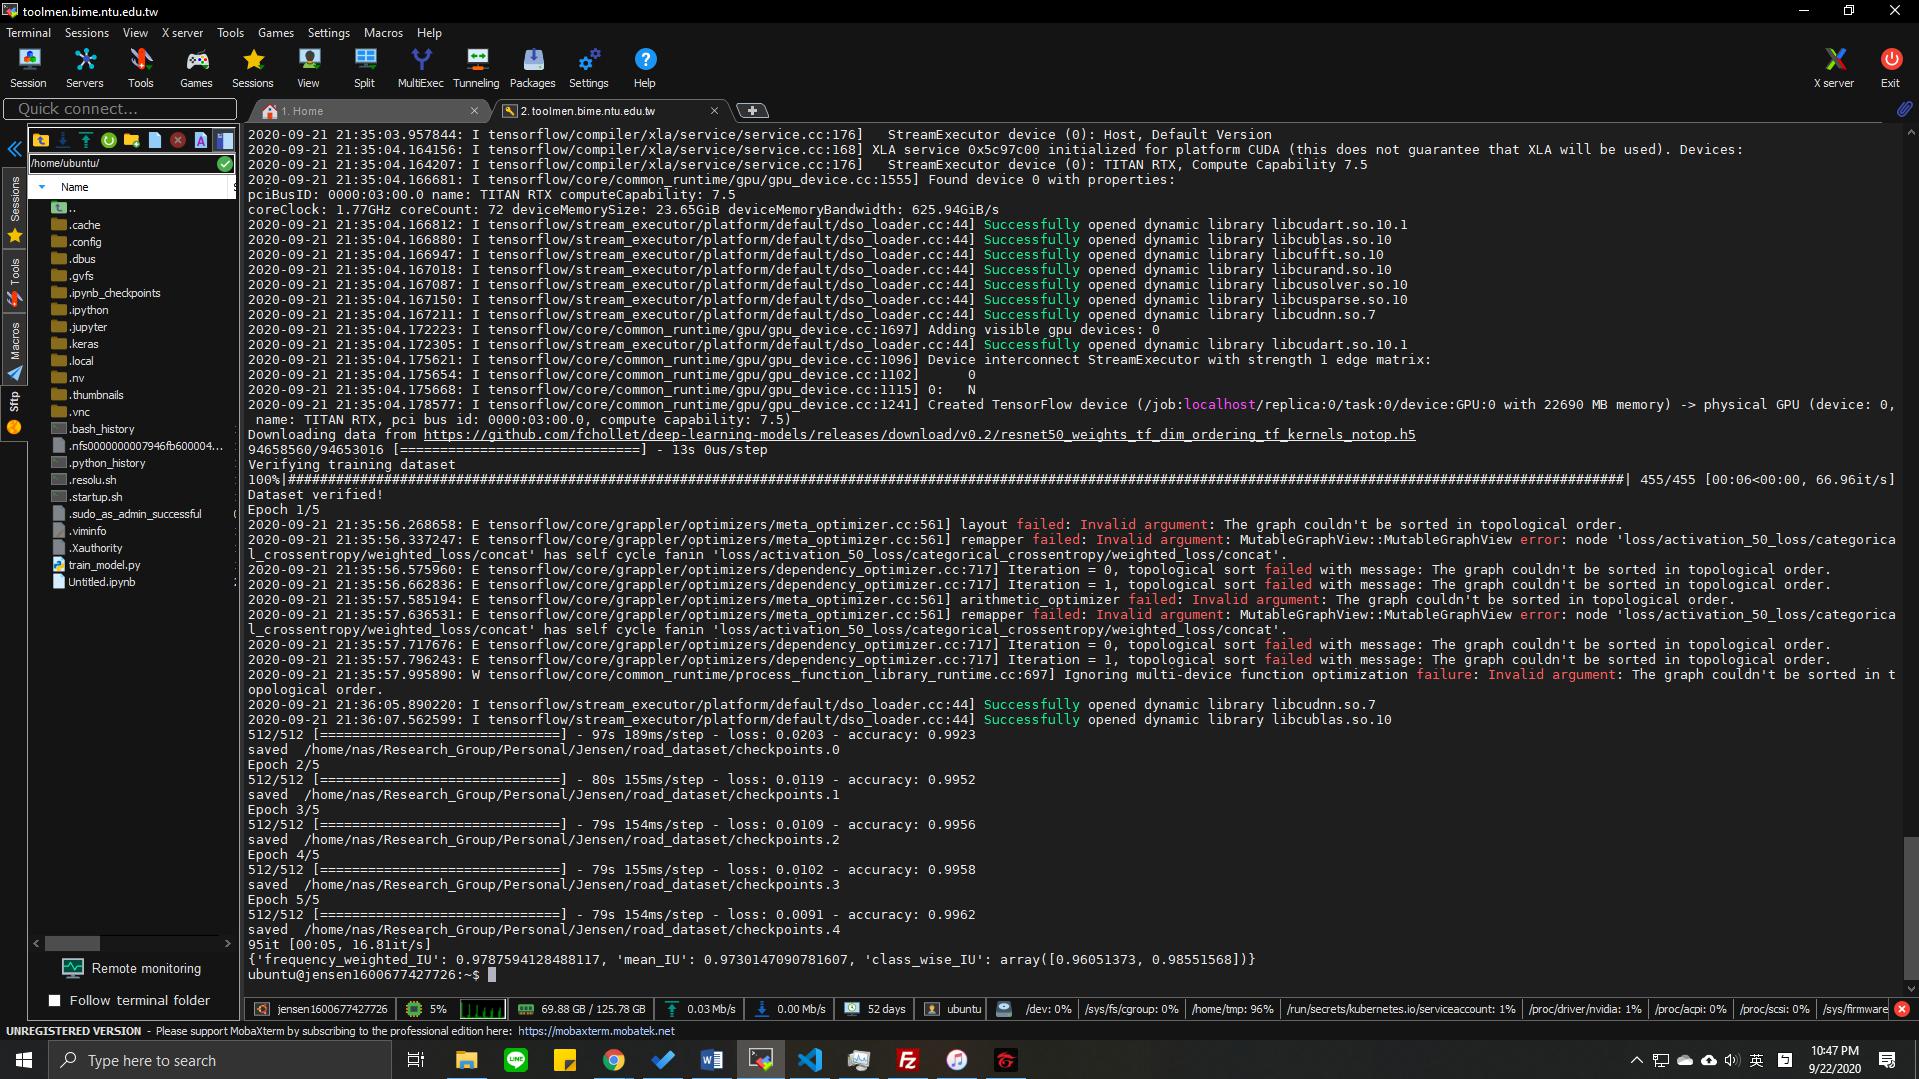 toolmen.bime.ntu.edu.tw
Terminal Sessions View X server Tools Games Settings Macros Help
Session Servers Tools Games Sessions View Split MultiExec Tunneling Packages Settings Help X server Exit
Quick connect...
1. Home
2. toolmen.bime.ntu.edu.tw
/home/ubuntu/
Name
..
.cache
.config
.dbus
.gvfs
.ipynb_checkpoints
.ipython
.jupyter
.keras
.local
.nv
.thumbnails
.vnc
.bash_history
.nfs0000000007946fb600004...
.python_history
.resolu.sh
.startup.sh
.sudo_as_admin_successful
.viminfo
.Xauthority
train_model.py
Untitled.ipynb
Sessions
Tools
Macros
Sftp
Remote monitoring
Follow terminal folder
2020-09-21 21:35:03.957844: I tensorflow/compiler/xla/service/service.cc:176]   StreamExecutor device (0): Host, Default Version
2020-09-21 21:35:04.164156: I tensorflow/compiler/xla/service/service.cc:168] XLA service 0x5c97c00 initialized for platform CUDA (this does not guarantee that XLA will be used). Devices:
2020-09-21 21:35:04.164207: I tensorflow/compiler/xla/service/service.cc:176]   StreamExecutor device (0): TITAN RTX, Compute Capability 7.5
2020-09-21 21:35:04.166681: I tensorflow/core/common_runtime/gpu/gpu_device.cc:1555] Found device 0 with properties:
pciBusID: 0000:03:00.0 name: TITAN RTX computeCapability: 7.5
coreClock: 1.77GHz coreCount: 72 deviceMemorySize: 23.65GiB deviceMemoryBandwidth: 625.94GiB/s
2020-09-21 21:35:04.166812: I tensorflow/stream_executor/platform/default/dso_loader.cc:44] Successfully opened dynamic library libcudart.so.10.1
2020-09-21 21:35:04.166880: I tensorflow/stream_executor/platform/default/dso_loader.cc:44] Successfully opened dynamic library libcublas.so.10
2020-09-21 21:35:04.166947: I tensorflow/stream_executor/platform/default/dso_loader.cc:44] Successfully opened dynamic library libcufft.so.10
2020-09-21 21:35:04.167018: I tensorflow/stream_executor/platform/default/dso_loader.cc:44] Successfully opened dynamic library libcurand.so.10
2020-09-21 21:35:04.167087: I tensorflow/stream_executor/platform/default/dso_loader.cc:44] Successfully opened dynamic library libcusolver.so.10
2020-09-21 21:35:04.167150: I tensorflow/stream_executor/platform/default/dso_loader.cc:44] Successfully opened dynamic library libcusparse.so.10
2020-09-21 21:35:04.167211: I tensorflow/stream_executor/platform/default/dso_loader.cc:44] Successfully opened dynamic library libcudnn.so.7
2020-09-21 21:35:04.172223: I tensorflow/core/common_runtime/gpu/gpu_device.cc:1697] Adding visible gpu devices: 0
2020-09-21 21:35:04.172305: I tensorflow/stream_executor/platform/default/dso_loader.cc:44] Successfully opened dynamic library libcudart.so.10.1
2020-09-21 21:35:04.175621: I tensorflow/core/common_runtime/gpu/gpu_device.cc:1096] Device interconnect StreamExecutor with strength 1 edge matrix:
2020-09-21 21:35:04.175654: I tensorflow/core/common_runtime/gpu/gpu_device.cc:1102]      0
2020-09-21 21:35:04.175668: I tensorflow/core/common_runtime/gpu/gpu_device.cc:1115] 0:   N
2020-09-21 21:35:04.178577: I tensorflow/core/common_runtime/gpu/gpu_device.cc:1241] Created TensorFlow device (/job:localhost/replica:0/task:0/device:GPU:0 with 22690 MB memory) -> physical GPU (device: 0,
name: TITAN RTX, pci bus id: 0000:03:00.0, compute capability: 7.5)
Downloading data from https://github.com/fchollet/deep-learning-models/releases/download/v0.2/resnet50_weights_tf_dim_ordering_tf_kernels_notop.h5
94658560/94653016 [==============================] - 13s 0us/step
Verifying training dataset
100%|#######################################################################################################################################################################| 455/455 [00:06<00:00, 66.96it/s]
Dataset verified!
Epoch 1/5
2020-09-21 21:35:56.268658: E tensorflow/core/grappler/optimizers/meta_optimizer.cc:561] layout failed: Invalid argument: The graph couldn't be sorted in topological order.
2020-09-21 21:35:56.337247: E tensorflow/core/grappler/optimizers/meta_optimizer.cc:561] remapper failed: Invalid argument: MutableGraphView::MutableGraphView error: node 'loss/activation_50_loss/categorica
l_crossentropy/weighted_loss/concat' has self cycle fanin 'loss/activation_50_loss/categorical_crossentropy/weighted_loss/concat'.
2020-09-21 21:35:56.575960: E tensorflow/core/grappler/optimizers/dependency_optimizer.cc:717] Iteration = 0, topological sort failed with message: The graph couldn't be sorted in topological order.
2020-09-21 21:35:56.662836: E tensorflow/core/grappler/optimizers/dependency_optimizer.cc:717] Iteration = 1, topological sort failed with message: The graph couldn't be sorted in topological order.
2020-09-21 21:35:57.585194: E tensorflow/core/grappler/optimizers/meta_optimizer.cc:561] arithmetic_optimizer failed: Invalid argument: The graph couldn't be sorted in topological order.
2020-09-21 21:35:57.636531: E tensorflow/core/grappler/optimizers/meta_optimizer.cc:561] remapper failed: Invalid argument: MutableGraphView::MutableGraphView error: node 'loss/activation_50_loss/categorica
l_crossentropy/weighted_loss/concat' has self cycle fanin 'loss/activation_50_loss/categorical_crossentropy/weighted_loss/concat'.
2020-09-21 21:35:57.717676: E tensorflow/core/grappler/optimizers/dependency_optimizer.cc:717] Iteration = 0, topological sort failed with message: The graph couldn't be sorted in topological order.
2020-09-21 21:35:57.796243: E tensorflow/core/grappler/optimizers/dependency_optimizer.cc:717] Iteration = 1, topological sort failed with message: The graph couldn't be sorted in topological order.
2020-09-21 21:35:57.995890: W tensorflow/core/common_runtime/process_function_library_runtime.cc:697] Ignoring multi-device function optimization failure: Invalid argument: The graph couldn't be sorted in t
opological order.
2020-09-21 21:36:05.890220: I tensorflow/stream_executor/platform/default/dso_loader.cc:44] Successfully opened dynamic library libcudnn.so.7
2020-09-21 21:36:07.562599: I tensorflow/stream_executor/platform/default/dso_loader.cc:44] Successfully opened dynamic library libcublas.so.10
512/512 [==============================] - 97s 189ms/step - loss: 0.0203 - accuracy: 0.9923
saved  /home/nas/Research_Group/Personal/Jensen/road_dataset/checkpoints.0
Epoch 2/5
512/512 [==============================] - 80s 155ms/step - loss: 0.0119 - accuracy: 0.9952
saved  /home/nas/Research_Group/Personal/Jensen/road_dataset/checkpoints.1
Epoch 3/5
512/512 [==============================] - 79s 154ms/step - loss: 0.0109 - accuracy: 0.9956
saved  /home/nas/Research_Group/Personal/Jensen/road_dataset/checkpoints.2
Epoch 4/5
512/512 [==============================] - 79s 155ms/step - loss: 0.0102 - accuracy: 0.9958
saved  /home/nas/Research_Group/Personal/Jensen/road_dataset/checkpoints.3
Epoch 5/5
512/512 [==============================] - 79s 154ms/step - loss: 0.0091 - accuracy: 0.9962
saved  /home/nas/Research_Group/Personal/Jensen/road_dataset/checkpoints.4
95it [00:05, 16.81it/s]
{'frequency_weighted_IU': 0.9787594128488117, 'mean_IU': 0.9730147090781607, 'class_wise_IU': array([0.96051373, 0.98551568])}
ubuntu@jensen1600677427726:~$
jensen1600677427726 5% 69.88 GB / 125.78 GB 0.03 Mb/s 0.00 Mb/s 52 days ubuntu /dev: 0% /sys/fs/cgroup: 0% /home/tmp: 96% /run/secrets/kubernetes.io/serviceaccount: 1% /proc/driver/nvidia: 1% /proc/acpi: 0% /proc/scsi: 0% /sys/firmware
UNREGISTERED VERSION - Please support MobaXterm by subscribing to the professional edition here: https://mobaxterm.mobatek.net
Type here to search
英
10:47 PM
9/22/2020